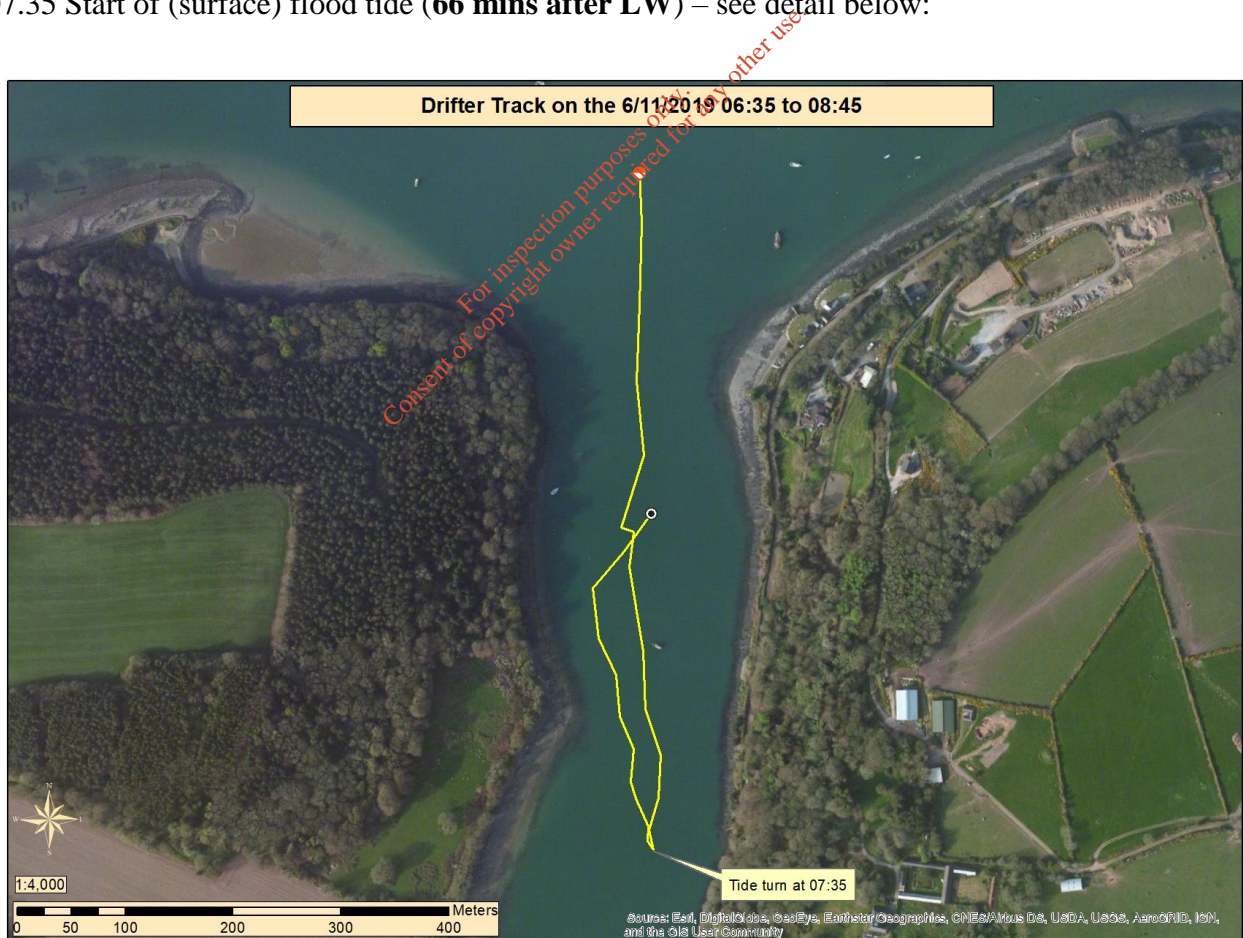 07.35 Start of (surface) flood tide (66 mins after LW) – see detail below:
Drifter Track on the 6/11/2019 06:35 to 08:45
For inspection purposes only.
Consent of copyright owner required for any other use.
N
W
S
1:4,000
Tide turn at 07:35
Meters
0 50 100 200 300 400
Source: Esri, DigitalGlobe, GeoEye, Earthstar Geographics, CNES/Airbus DS, USDA, USGS, AeroGRID, IGN,
and the GIS User Community